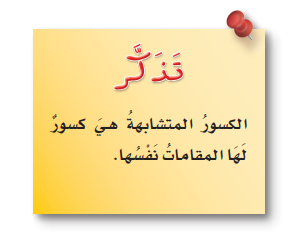 تَذَكَّر
الكسورُ المتشابهةُ هيَ كسورٌ
لَهَا المقاماتُ نَفْسُها.